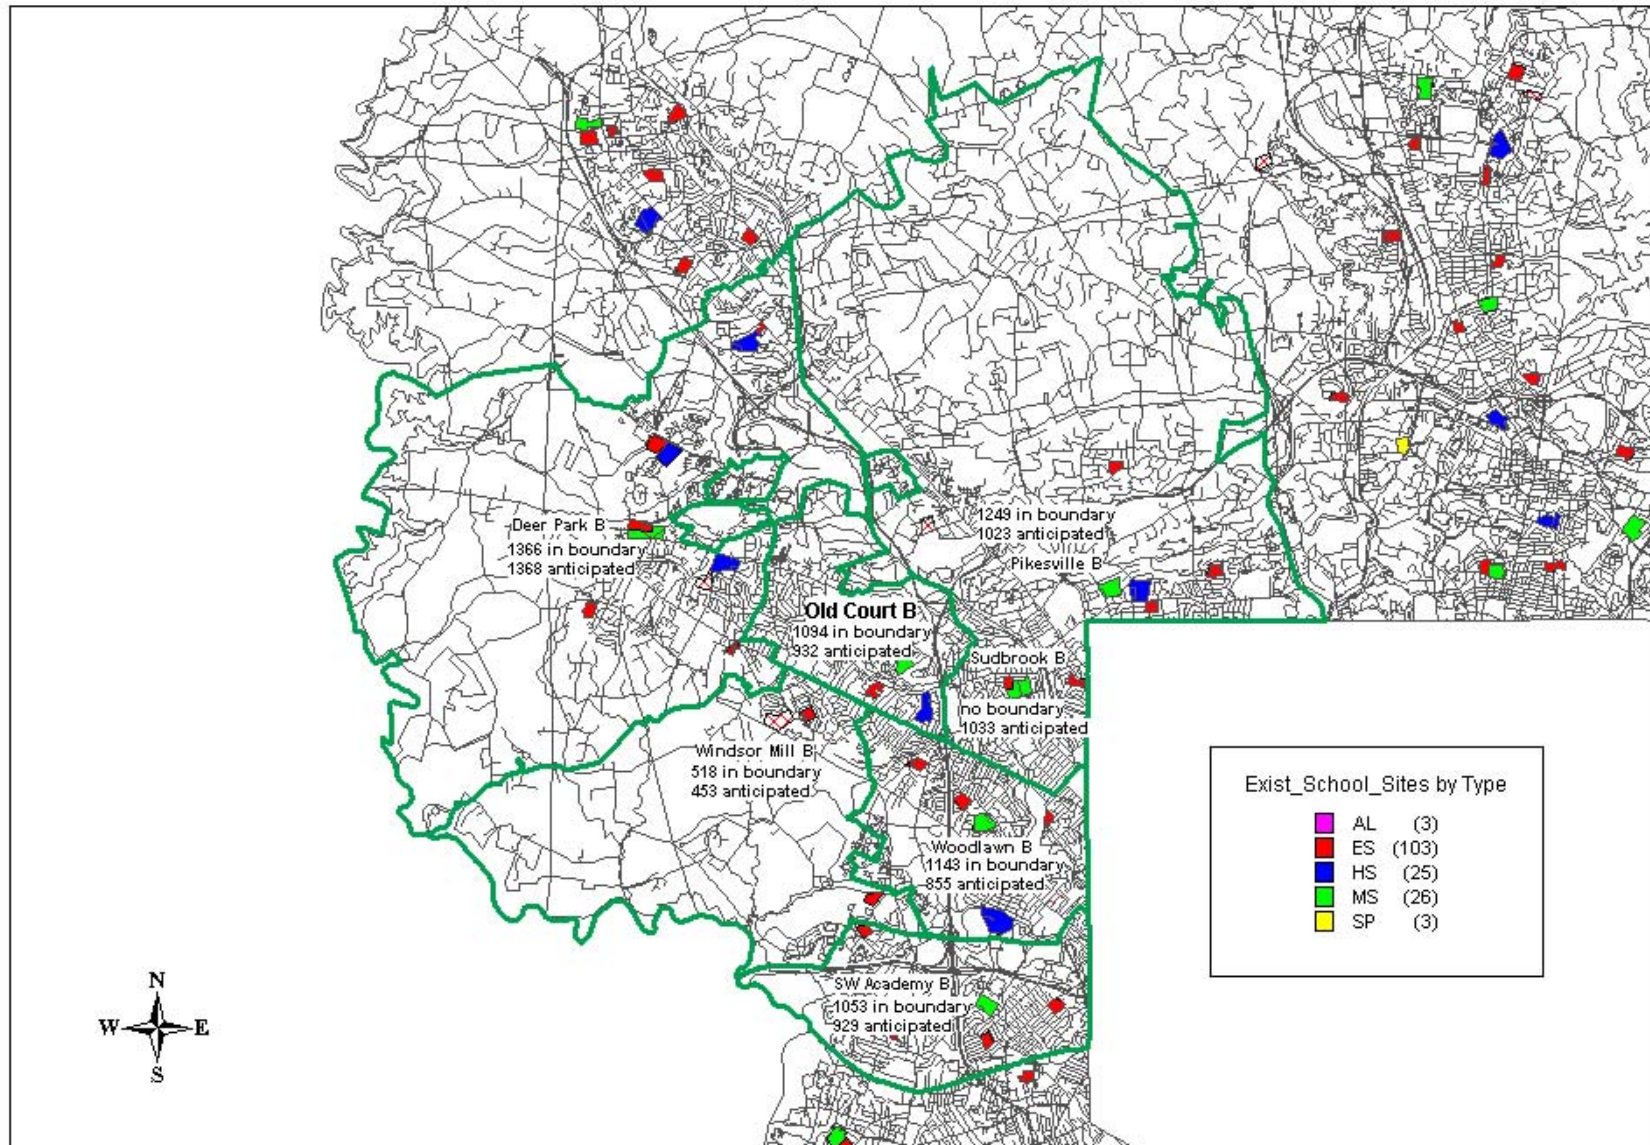 Deer Park B
1366 in boundary
1368 anticipated
1249 in boundary
1023 anticipated
Pikesville B
Old Court B
1094 in boundary
932 anticipated
Sudbrook B
no boundary
1033 anticipated
Windsor Mill B
518 in boundary
453 anticipated
Woodlawn B
1143 in boundary
855 anticipated
SW Academy B
1053 in boundary
929 anticipated
Exist_School_Sites by Type
AL (3)
ES (103)
HS (25)
MS (26)
SP (3)
N
W E
S